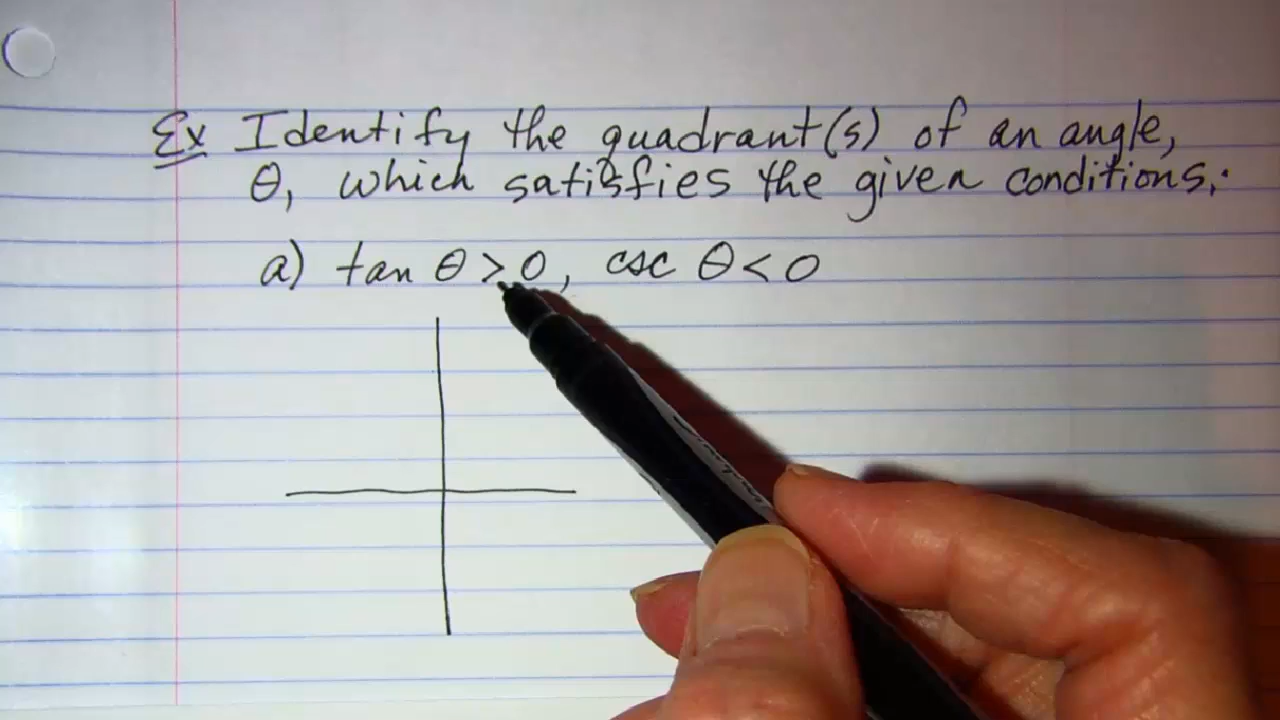 Ex Identify the quadrant(s) of an angle,
θ, which satisfies the given conditions.
a) tan θ > 0, csc θ < 0